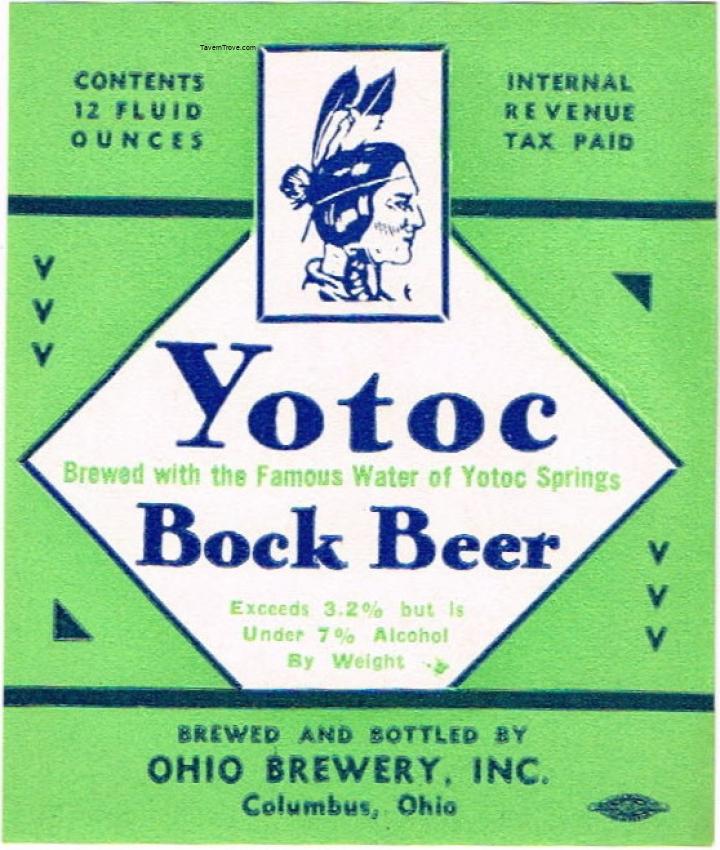 TavernTrove.com
CONTENTS
12 FLUID
OUNCES
INTERNAL
REVENUE
TAX PAID
Yotoc
Brewed with the Famous Water of Yotoc Springs
Bock Beer
Exceeds 3.2% but is
Under 7% Alcohol
By Weight
BREWED AND BOTTLED BY
OHIO BREWERY, INC.
Columbus, Ohio